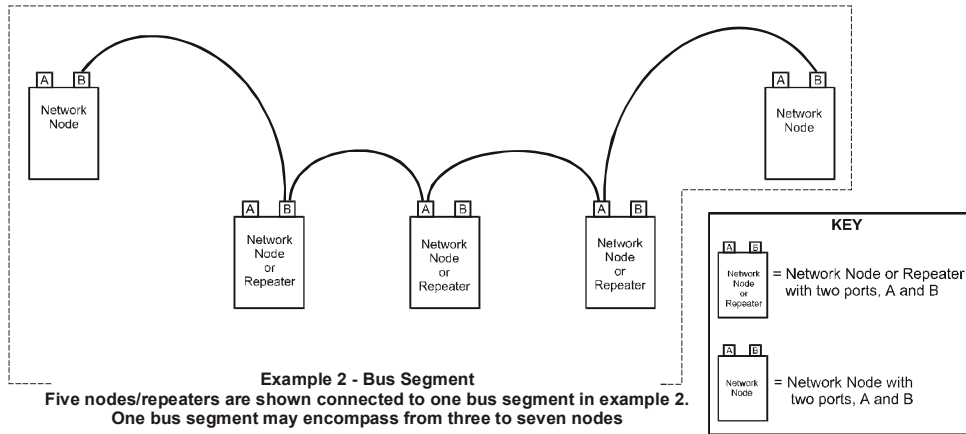 A B
Network
Node
A B
Network
Node
A B
Network
Node
or
Repeater
A B
Network
Node
or
Repeater
A B
Network
Node
or
Repeater
KEY
A B
Network
Node
or
Repeater
= Network Node or Repeater
with two ports, A and B
A B
Network
Node
= Network Node with
two ports, A and B
Example 2 - Bus Segment
Five nodes/repeaters are shown connected to one bus segment in example 2.
One bus segment may encompass from three to seven nodes